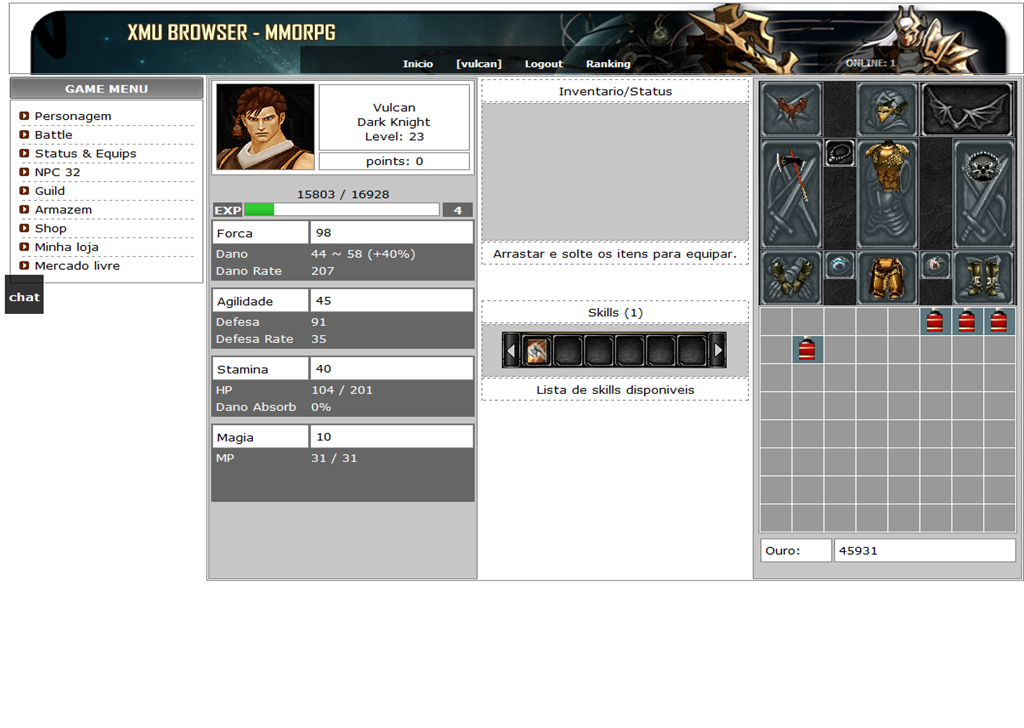 XMU BROWSER - MMORPG
Inicio [vulcan] Logout Ranking
ONLINE: 1
GAME MENU
Personagem
Battle
Status & Equips
NPC 32
Guild
Armazem
Shop
Minha loja
Mercado livre
chat
Vulcan
Dark Knight
Level: 23
points: 0
15803 / 16928
EXP 4
Forca 98
Dano 44 ~ 58 (+40%)
Dano Rate 207
Agilidade 45
Defesa 91
Defesa Rate 35
Stamina 40
HP 104 / 201
Dano Absorb 0%
Magia 10
MP 31 / 31
Inventario/Status
Arrastar e solte os itens para equipar.
Skills (1)
Lista de skills disponiveis
Ouro: 45931